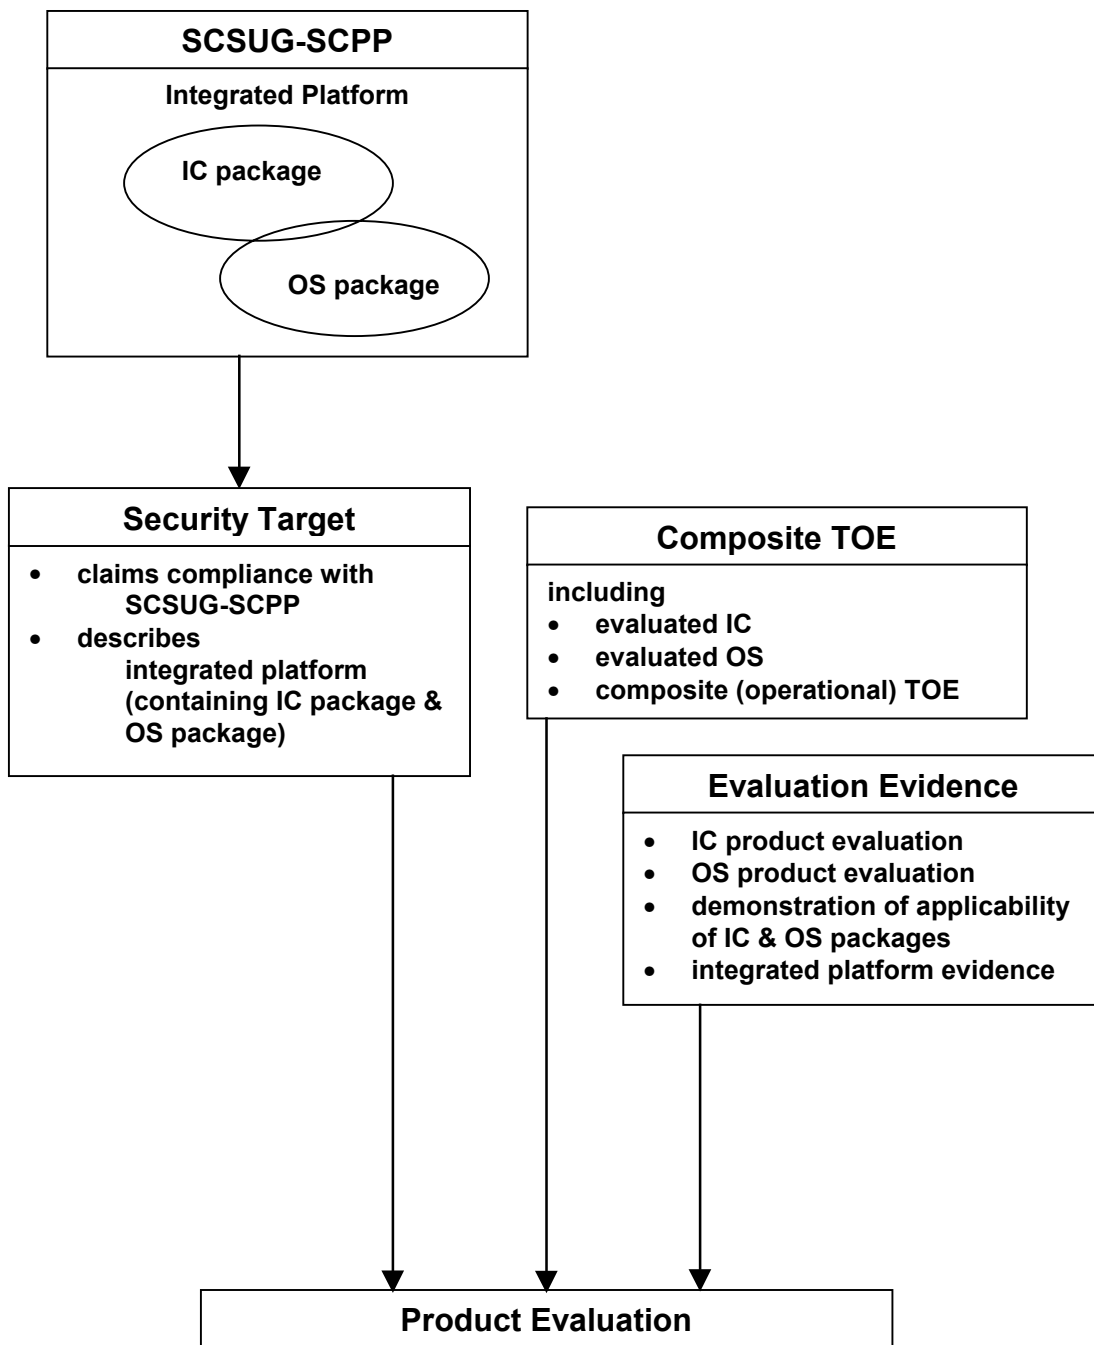 SCSUG-SCPP
Integrated Platform
IC package
OS package
Security Target
• claims compliance with
SCSUG-SCPP
• describes
integrated platform
(containing IC package &
OS package)
Composite TOE
including
• evaluated IC
• evaluated OS
• composite (operational) TOE
Evaluation Evidence
• IC product evaluation
• OS product evaluation
• demonstration of applicability
of IC & OS packages
• integrated platform evidence
Product Evaluation